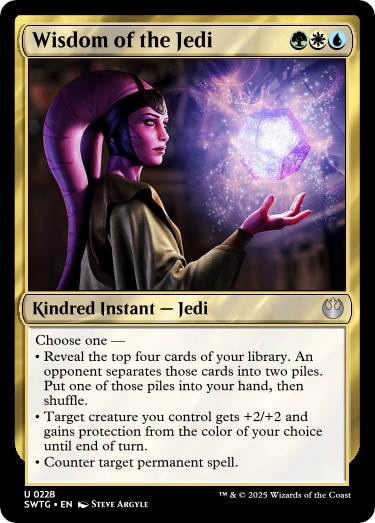 Wisdom of the Jedi
Kindred Instant — Jedi
Choose one —
• Reveal the top four cards of your library. An
opponent separates those cards into two piles.
Put one of those piles into your hand, then
shuffle.
• Target creature you control gets +2/+2 and
gains protection from the color of your choice
until end of turn.
• Counter target permanent spell.
U 0228
SWTG • EN Steve Argyle
™ & © 2025 Wizards of the Coast